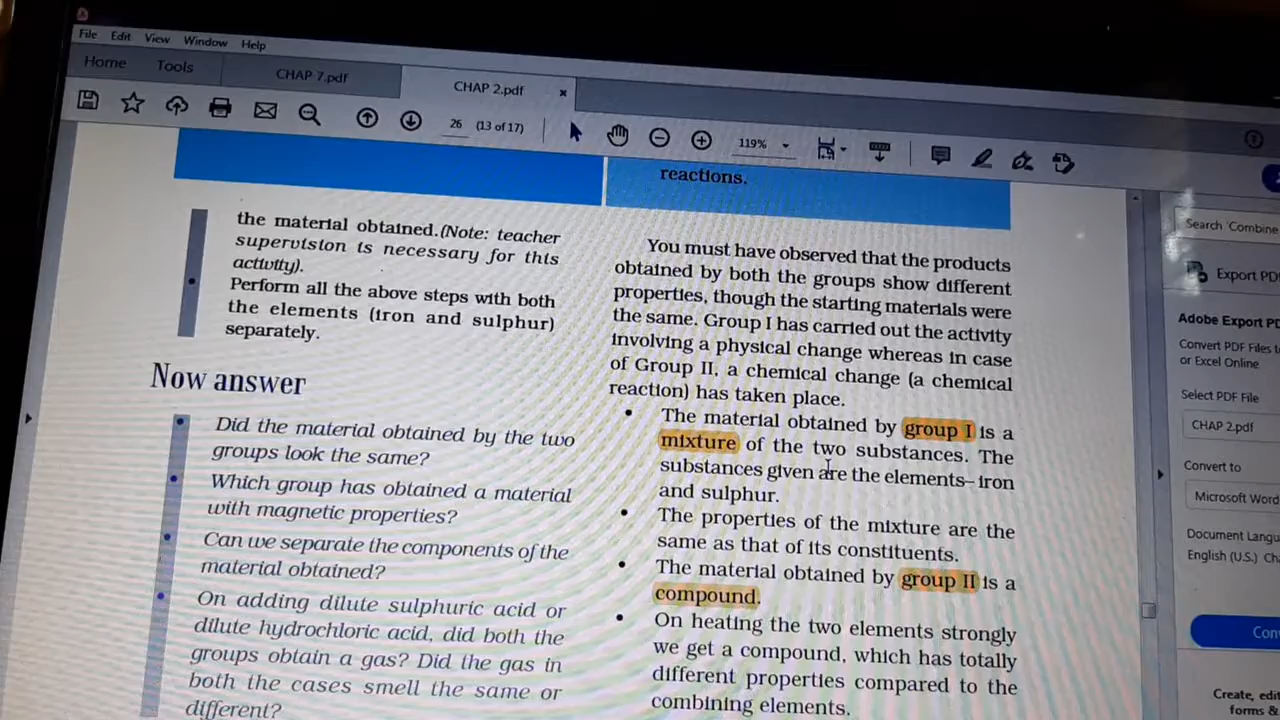 File Edit View Window Help
Home Tools CHAP 7.pdf CHAP 2.pdf ×
26 (13 of 17) 119%
reactions.
the material obtained.(Note: teacher
supervision is necessary for this
activity).
Perform all the above steps with both
the elements (iron and sulphur)
separately.
Now answer
Did the material obtained by the two
groups look the same?
Which group has obtained a material
with magnetic properties?
Can we separate the components of the
material obtained?
On adding dilute sulphuric acid or
dilute hydrochloric acid, did both the
groups obtain a gas? Did the gas in
both the cases smell the same or
different?
You must have observed that the products
obtained by both the groups show different
properties, though the starting materials were
the same. Group I has carried out the activity
involving a physical change whereas in case
of Group II, a chemical change (a chemical
reaction) has taken place.
• The material obtained by group I is a
mixture of the two substances. The
substances given are the elements– iron
and sulphur.
• The properties of the mixture are the
same as that of its constituents.
• The material obtained by group II is a
compound.
• On heating the two elements strongly
we get a compound, which has totally
different properties compared to the
combining elements.
Search 'Combine
Export PD
Adobe Export P
Convert PDF Files t
or Excel Online
Select PDF File
CHAP 2.pdf
Convert to
Microsoft Word
Document Langu
English (U.S.) Ch
Con
Create, edi
forms &